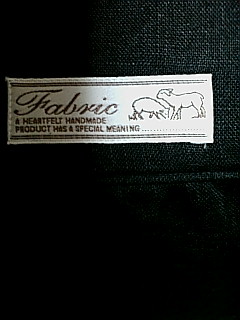 Fabric
A HEARTFELT HANDMADE
PRODUCT HAS A SPECIAL MEANING..............